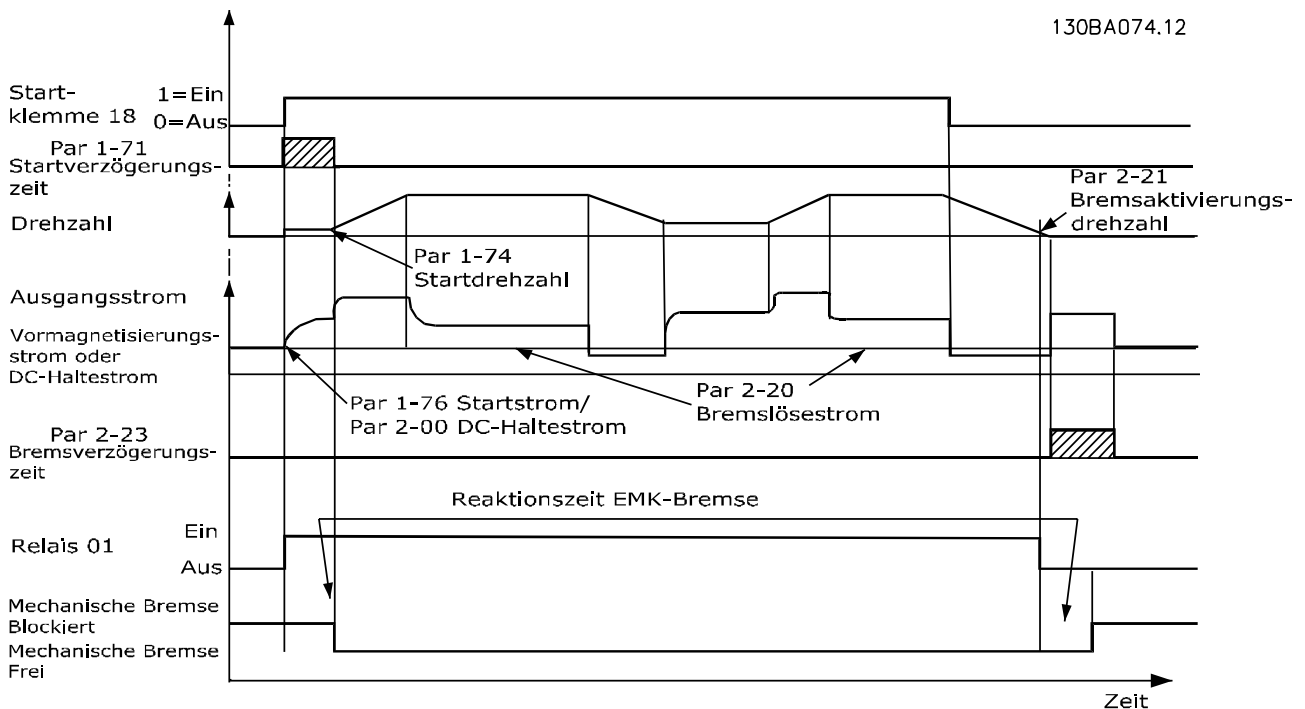 130BA074.12
Start-
klemme 18
1=Ein
0=Aus
Par 1-71
Startverzögerungs-
zeit
Par 2-21
Bremsaktivierungs-
drehzahl
Drehzahl
Par 1-74
Startdrehzahl
Ausgangsstrom
Vormagnetisierungs-
strom oder
DC-Haltestrom
Par 1-76 Startstrom/
Par 2-00 DC-Haltestrom
Par 2-20
Bremslösestrom
Par 2-23
Bremsverzögerungs-
zeit
Reaktionszeit EMK-Bremse
Relais 01
Ein
Aus
Mechanische Bremse
Blockiert
Mechanische Bremse
Frei
Zeit